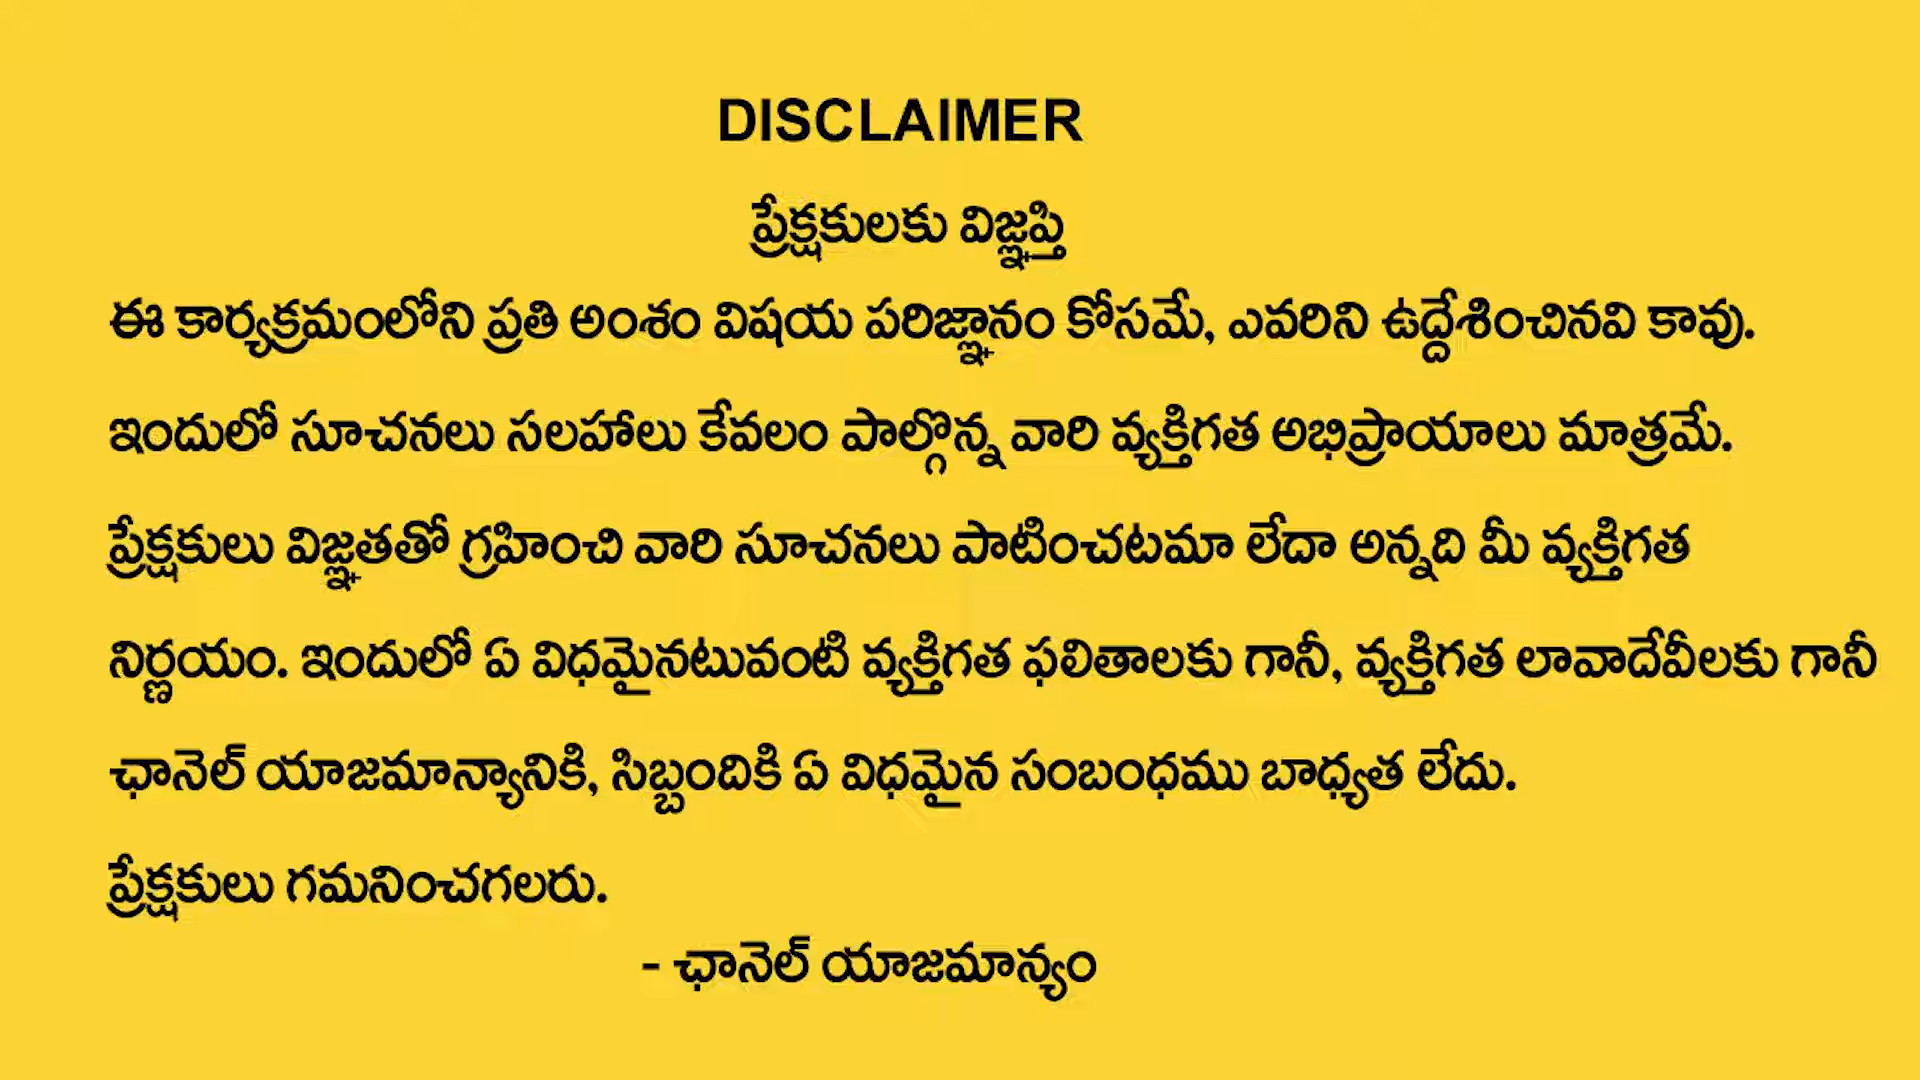 DISCLAIMER
ప్రేక్షకులకు విజ్ఞప్తి
ఈ కార్యక్రమంలోని ప్రతి అంశం విషయ పరిజ్ఞానం కోసమే, ఎవరిని ఉద్దేశించినవి కావు.
ఇందులో సూచనలు సలహాలు కేవలం పాల్గొన్న వారి వ్యక్తిగత అభిప్రాయాలు మాత్రమే.
ప్రేక్షకులు విజ్ఞతతో గ్రహించి వారి సూచనలు పాటించటమా లేదా అన్నది మీ వ్యక్తిగత
నిర్ణయం. ఇందులో ఏ విధమైనటువంటి వ్యక్తిగత ఫలితాలకు గానీ, వ్యక్తిగత లావాదేవీలకు గానీ
ఛానెల్ యాజమాన్యానికి, సిబ్బందికి ఏ విధమైన సంబంధము బాధ్యత లేదు.
ప్రేక్షకులు గమనించగలరు.
- ఛానెల్ యాజమాన్యం